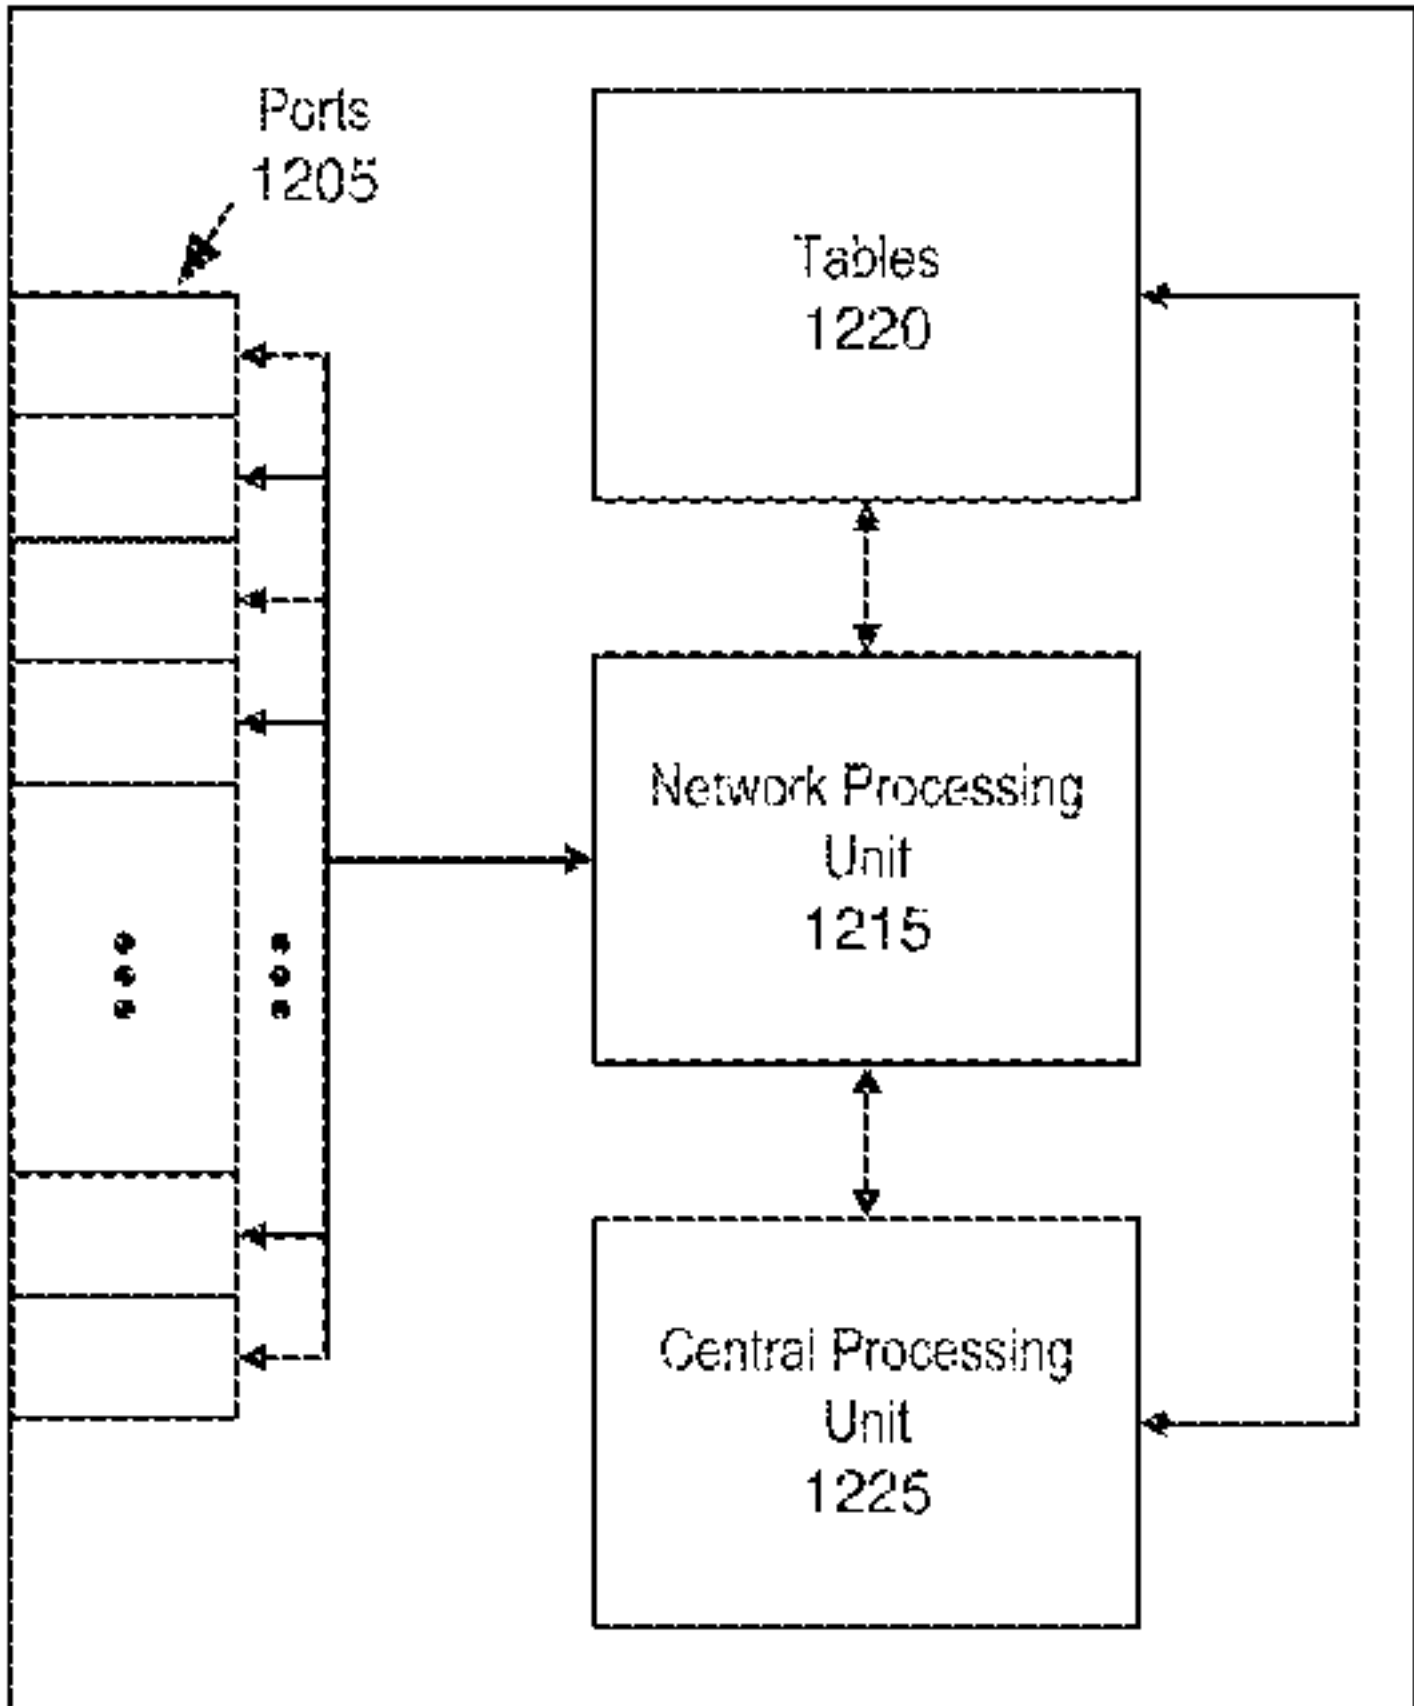 Ports
1205
Tables
1220
Network Processing
Unit
1215
Central Processing
Unit
1225